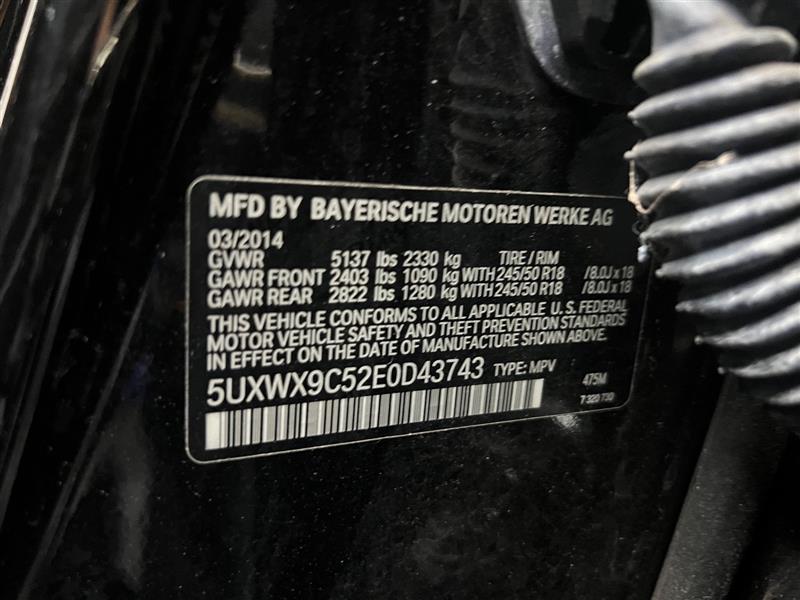 MFD BY BAYERISCHE MOTOREN WERKE AG
03/2014
GVWR 5137 lbs 2330 kg TIRE / RIM
GAWR FRONT 2403 lbs 1090 kg WITH 245/50 R18 /8.0J x 18
GAWR REAR 2822 lbs 1280 kg WITH 245/50 R18 /8.0J x 18
THIS VEHICLE CONFORMS TO ALL APPLICABLE U. S. FEDERAL
MOTOR VEHICLE SAFETY AND THEFT PREVENTION STANDARDS
IN EFFECT ON THE DATE OF MANUFACTURE SHOWN ABOVE.
5UXWX9C52E0D43743 TYPE: MPV 475M
7 320 730